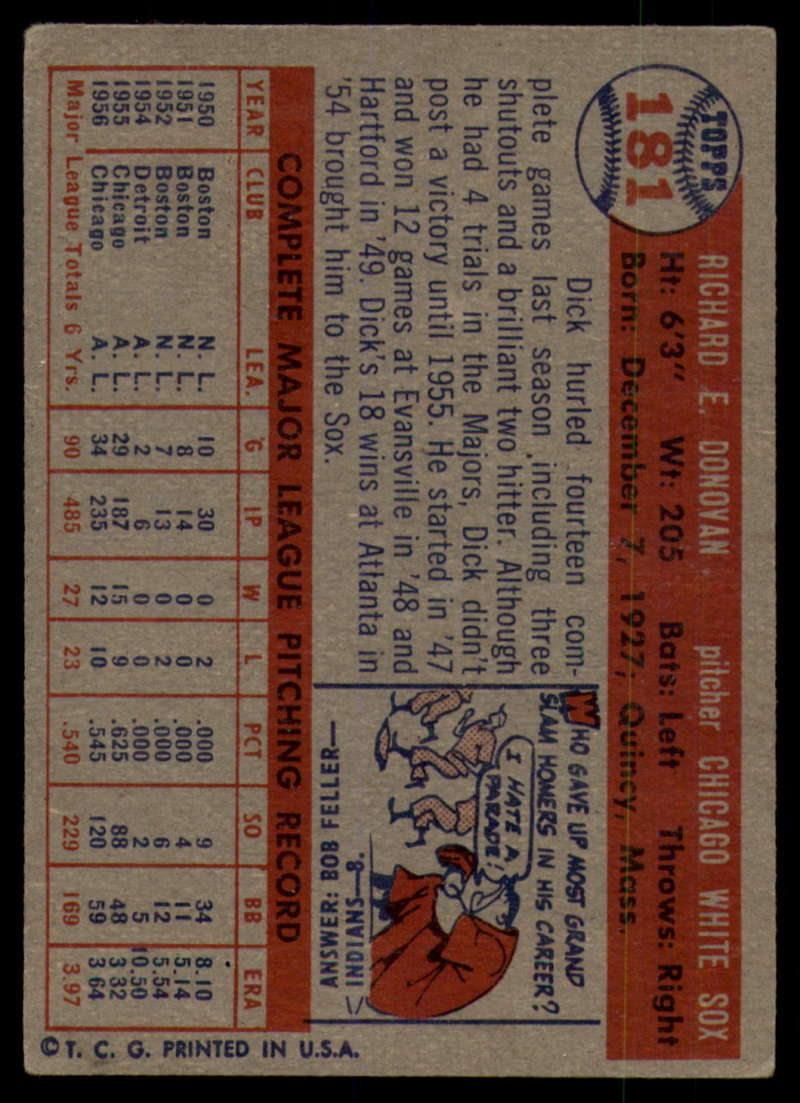 TOPPS
181
RICHARD E. DONOVAN . pitcher CHICAGO WHITE SOX
Ht: 6'3" Wt: 205 Bats: Left Throws: Right
Born: December 7, 1927; Quincy, Mass.
Dick hurled fourteen com-
plete games last season including three
shutouts and a brilliant two hitter. Although
he had 4 trials in the Majors, Dick didn't
post a victory until 1955. He started in '47
and won 12 games at Evansville in '48 and
Hartford in '49. Dick's 18 wins at Atlanta in
'54 brought him to the Sox.
WHO GAVE UP MOST GRAND
SLAM HOMERS IN HIS CAREER?
I HATE A
PARADE!
ANSWER: BOB FELLER—
INDIANS—8.
COMPLETE MAJOR LEAGUE PITCHING RECORD
YEAR CLUB LEA. G IP W L PCT SO BB ERA
1950 Boston N. L. 10 30 0 2 .000 9 34 8.10
1951 Boston N. L. 8 14 0 0 .000 4 11 5.14
1952 Boston N. L. 7 13 0 2 .000 6 12 5.54
1954 Detroit A. L. 2 6 0 0 .000 2 5 10.50
1955 Chicago A. L. 29 187 15 9 .625 88 48 3.32
1956 Chicago A. L. 34 235 12 10 .545 120 59 3.64
Major League Totals 6 Yrs. 90 485 27 23 .540 229 169 3.97
© T. C. G. PRINTED IN U.S.A.